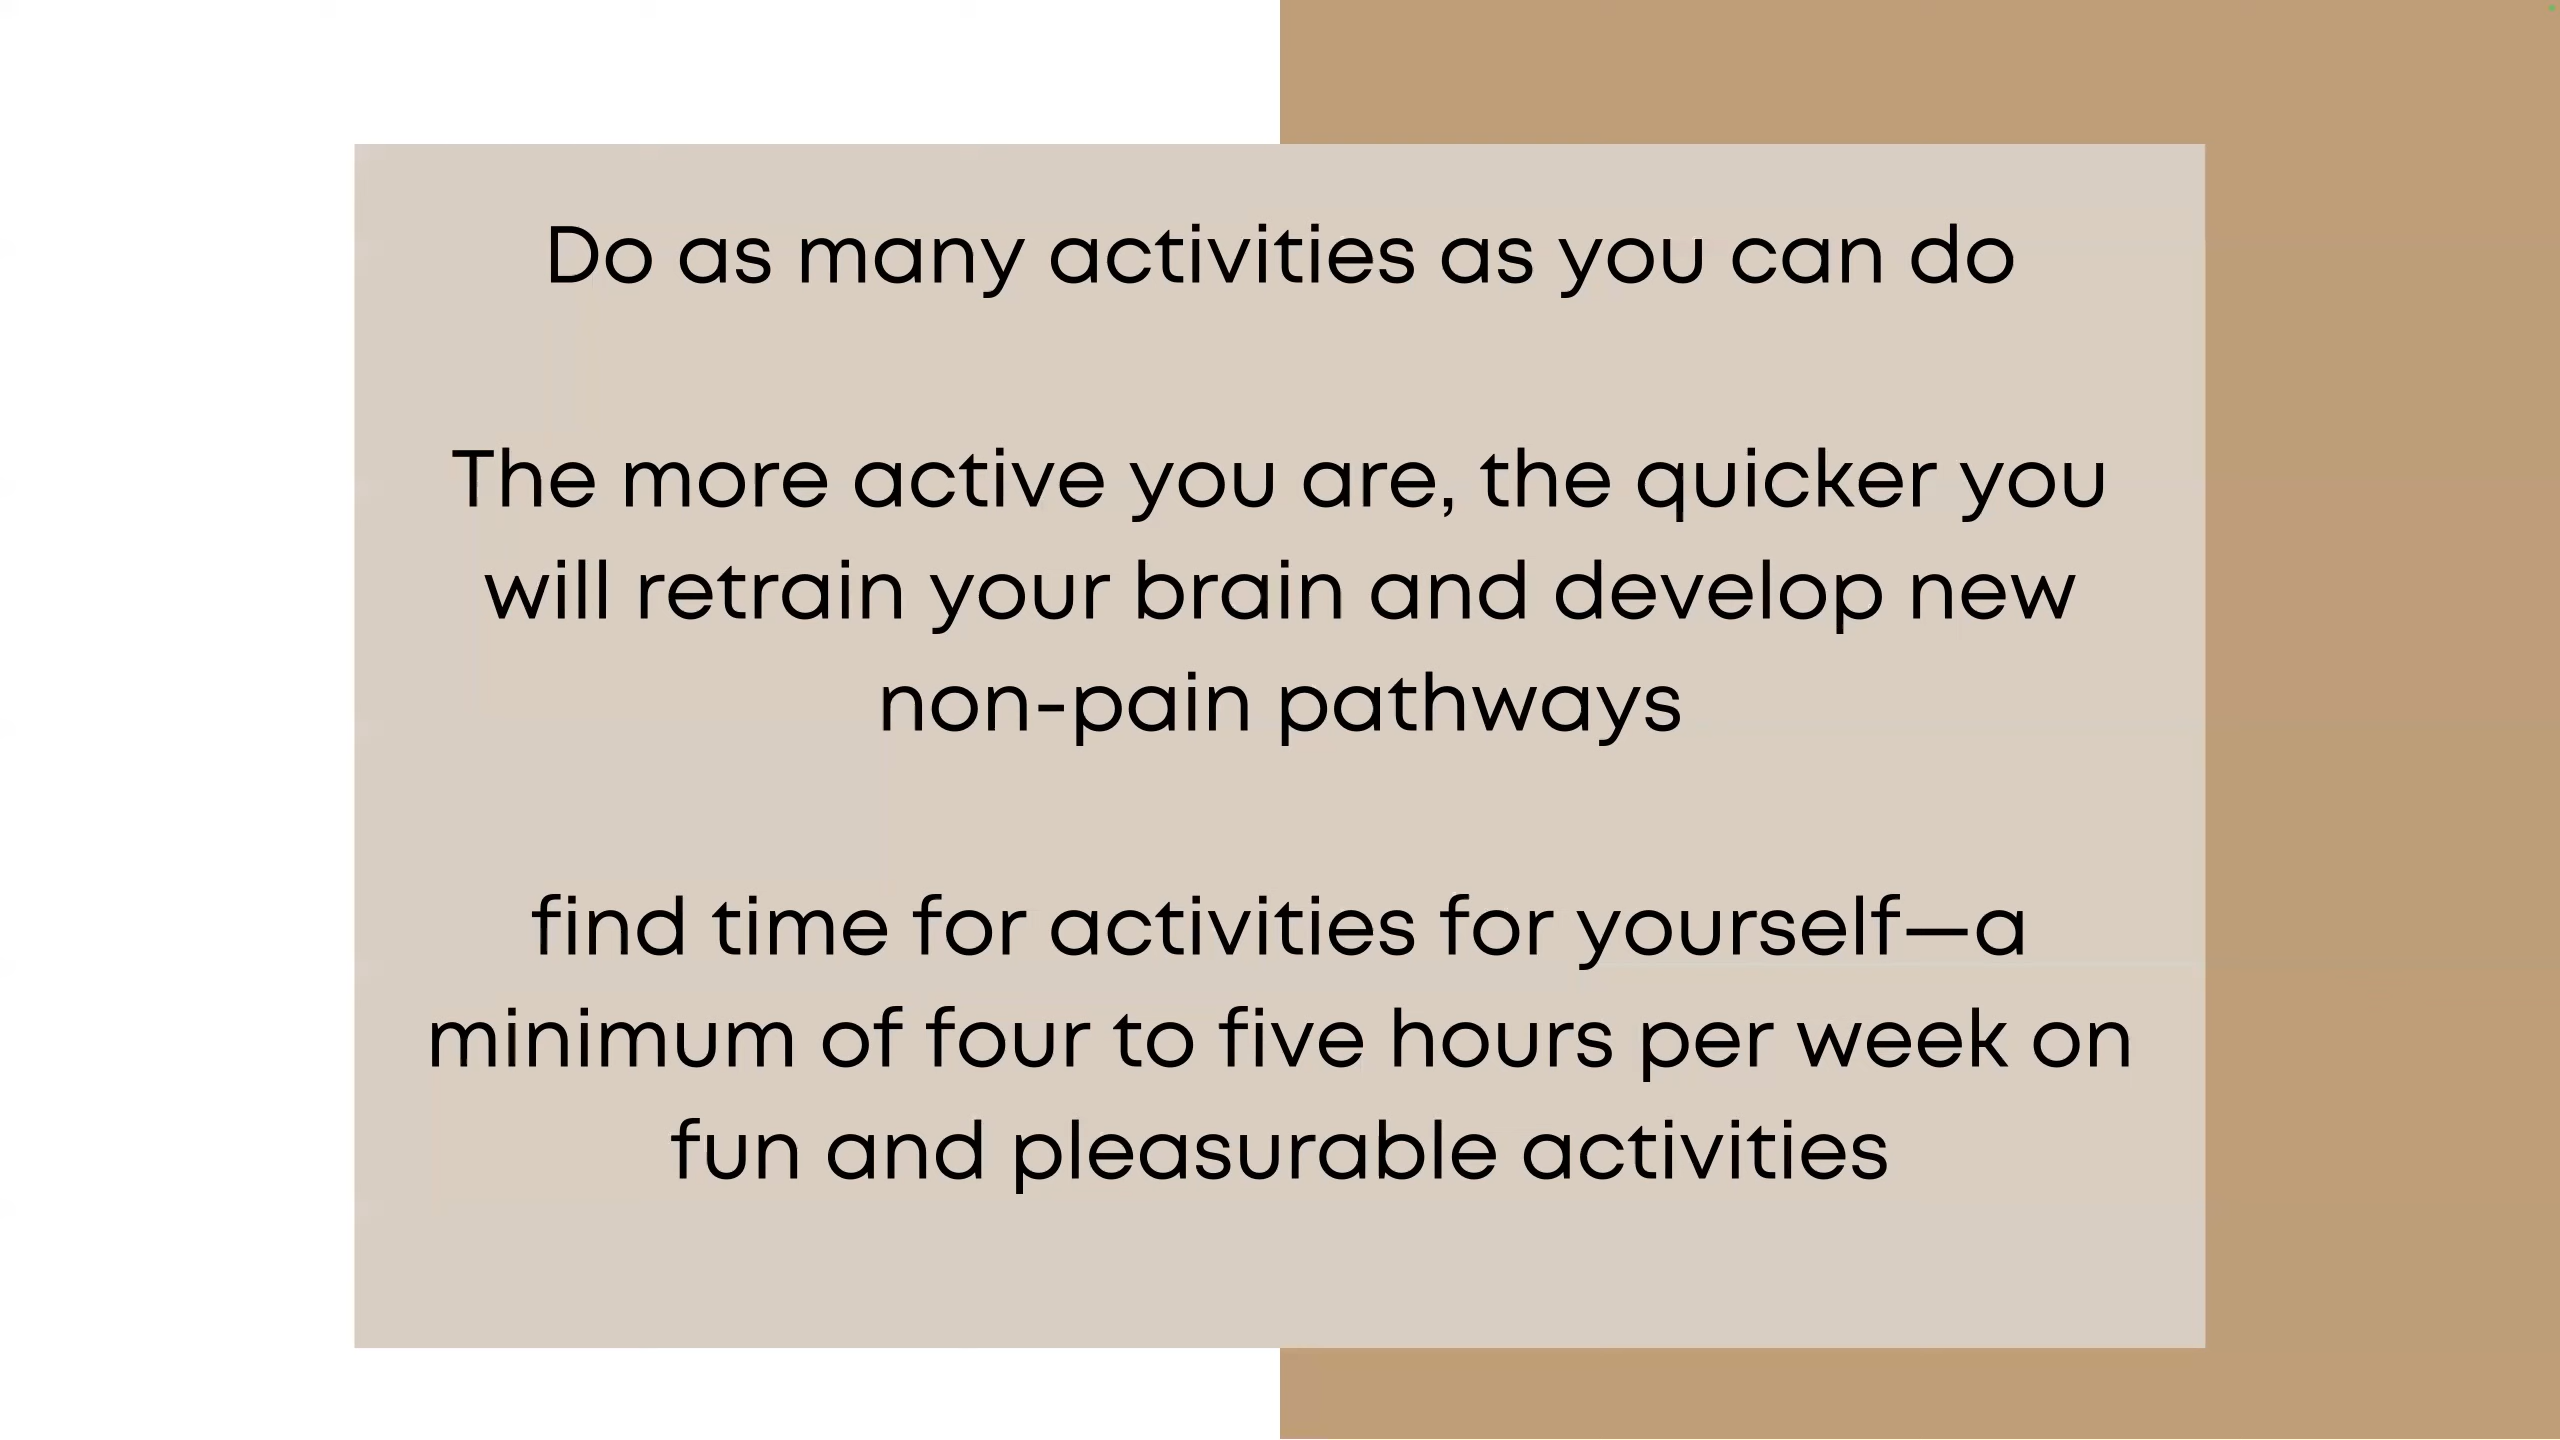 Do as many activities as you can do
The more active you are, the quicker you
will retrain your brain and develop new
non-pain pathways
find time for activities for yourself—a
minimum of four to five hours per week on
fun and pleasurable activities